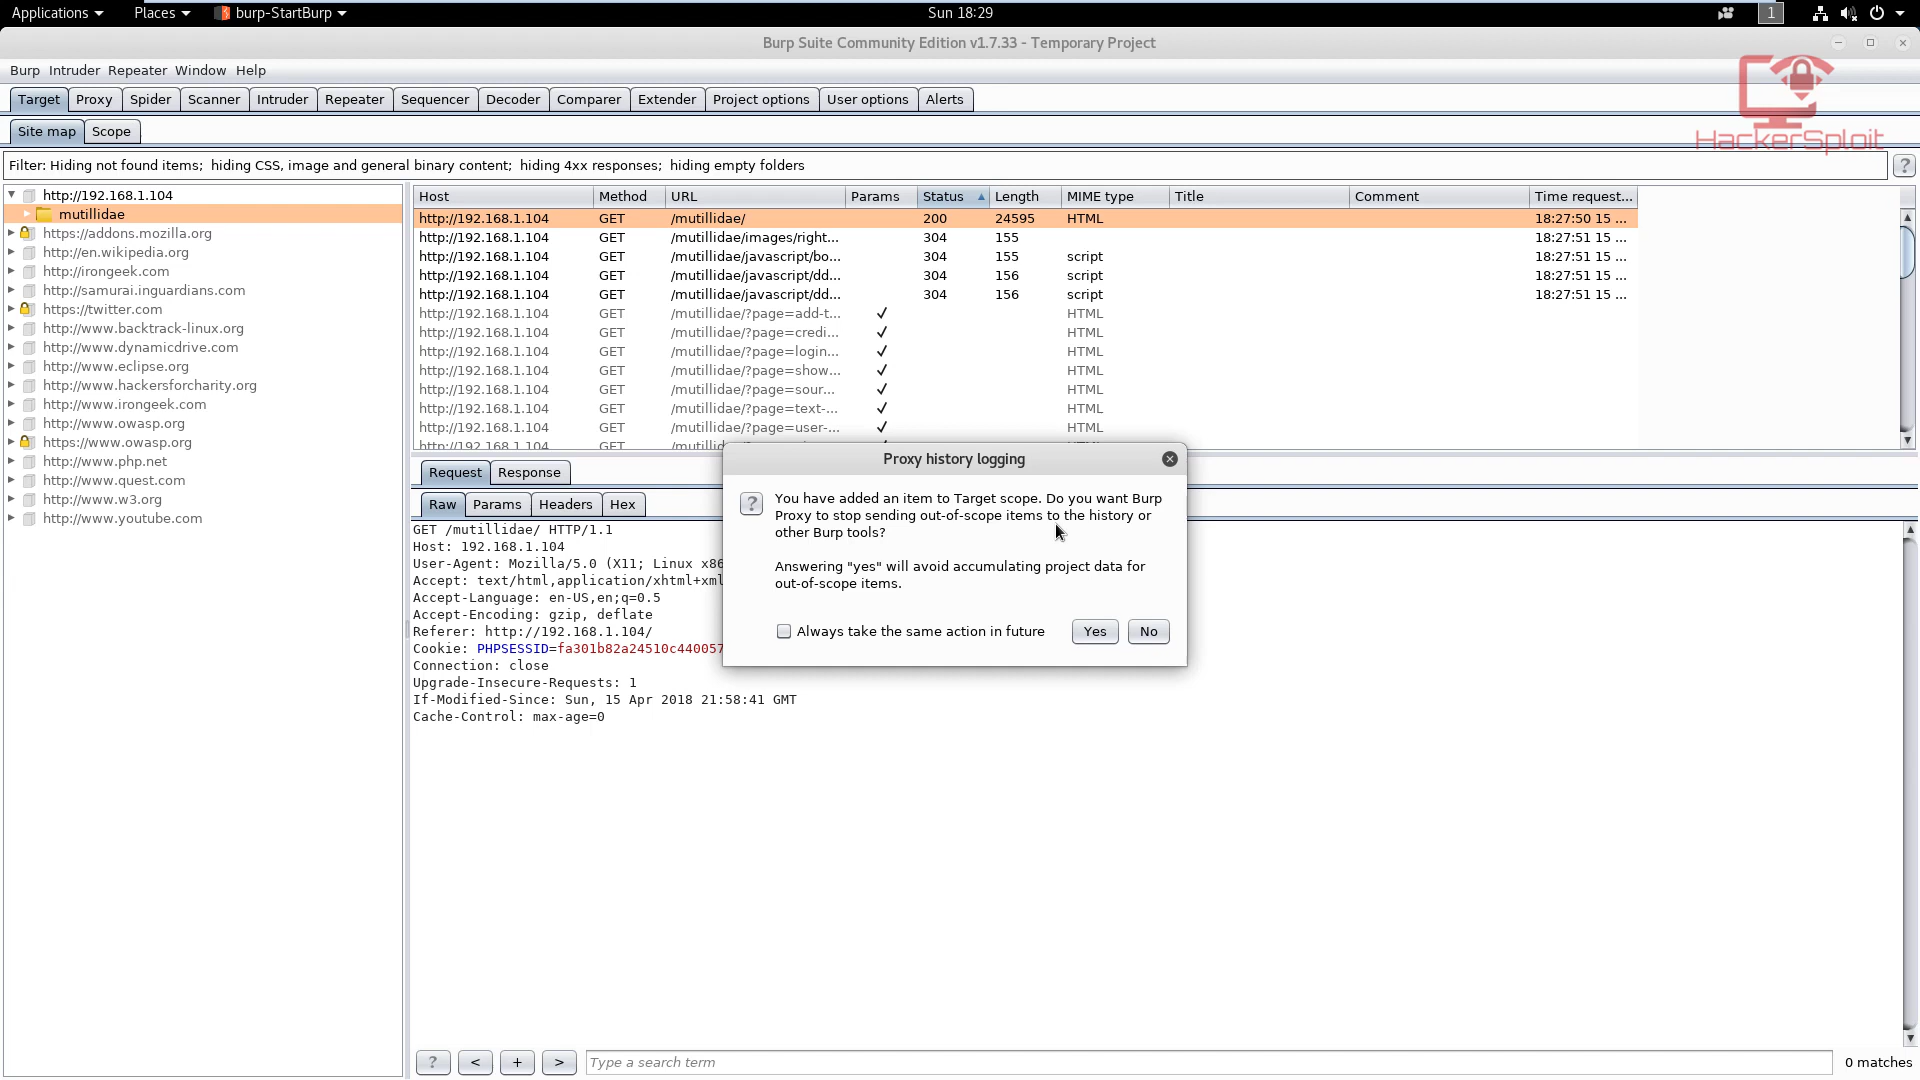 Applications Places burp-StartBurp Sun 18:29 1
Burp Suite Community Edition v1.7.33 - Temporary Project
Burp Intruder Repeater Window Help
Target Proxy Spider Scanner Intruder Repeater Sequencer Decoder Comparer Extender Project options User options Alerts
HackerSploit
Site map Scope
Filter: Hiding not found items; hiding CSS, image and general binary content; hiding 4xx responses; hiding empty folders ?
http://192.168.1.104
mutillidae
https://addons.mozilla.org
http://en.wikipedia.org
http://irongeek.com
http://samurai.inguardians.com
https://twitter.com
http://www.backtrack-linux.org
http://www.dynamicdrive.com
http://www.eclipse.org
http://www.hackersforcharity.org
http://www.irongeek.com
http://www.owasp.org
https://www.owasp.org
http://www.php.net
http://www.quest.com
http://www.w3.org
http://www.youtube.com
Host Method URL Params Status Length MIME type Title Comment Time request...
http://192.168.1.104 GET /mutillidae/ 200 24595 HTML 18:27:50 15 ...
http://192.168.1.104 GET /mutillidae/images/right... 304 155 18:27:51 15 ...
http://192.168.1.104 GET /mutillidae/javascript/bo... 304 155 script 18:27:51 15 ...
http://192.168.1.104 GET /mutillidae/javascript/dd... 304 156 script 18:27:51 15 ...
http://192.168.1.104 GET /mutillidae/javascript/dd... 304 156 script 18:27:51 15 ...
http://192.168.1.104 GET /mutillidae/?page=add-t... ✓ HTML
http://192.168.1.104 GET /mutillidae/?page=credi... ✓ HTML
http://192.168.1.104 GET /mutillidae/?page=login... ✓ HTML
http://192.168.1.104 GET /mutillidae/?page=show... ✓ HTML
http://192.168.1.104 GET /mutillidae/?page=sour... ✓ HTML
http://192.168.1.104 GET /mutillidae/?page=text-... ✓ HTML
http://192.168.1.104 GET /mutillidae/?page=user-... ✓ HTML
Request Response
Raw Params Headers Hex
GET /mutillidae/ HTTP/1.1
Host: 192.168.1.104
User-Agent: Mozilla/5.0 (X11; Linux x86
Accept: text/html,application/xhtml+xml
Accept-Language: en-US,en;q=0.5
Accept-Encoding: gzip, deflate
Referer: http://192.168.1.104/
Cookie: PHPSESSID=fa301b82a24510c440057
Connection: close
Upgrade-Insecure-Requests: 1
If-Modified-Since: Sun, 15 Apr 2018 21:58:41 GMT
Cache-Control: max-age=0
Proxy history logging
? You have added an item to Target scope. Do you want Burp
Proxy to stop sending out-of-scope items to the history or
other Burp tools?
Answering "yes" will avoid accumulating project data for
out-of-scope items.
Always take the same action in future Yes No
? < + > Type a search term 0 matches